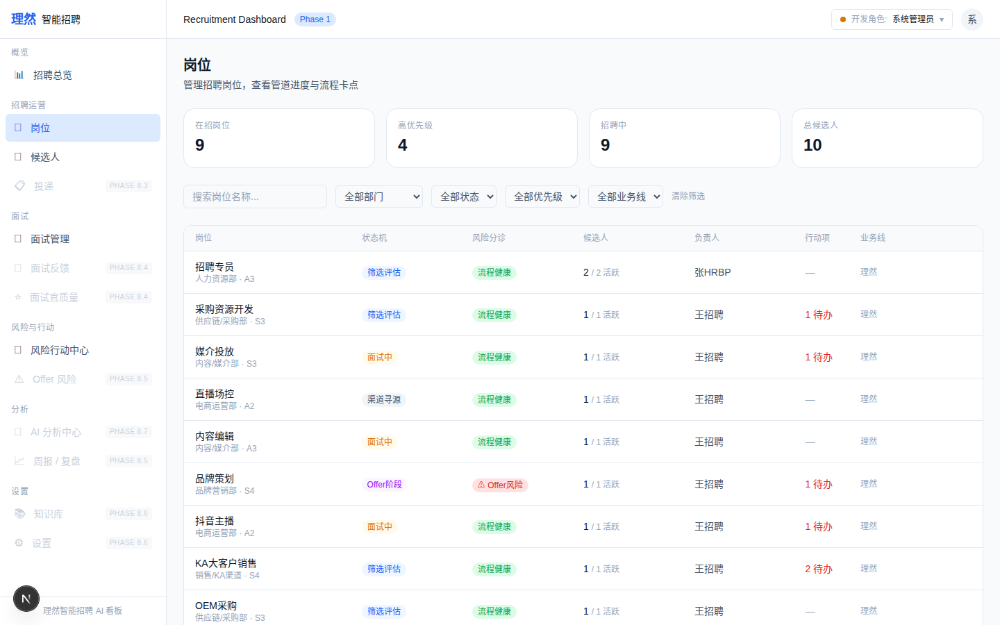 理然 智能招聘
Recruitment Dashboard Phase 1
开发角色: 系统管理员 ▾
系
概览
招聘总览
招聘运营
岗位
候选人
投递 PHASE 8.3
面试
面试管理
面试反馈 PHASE 8.4
面试官质量 PHASE 8.4
风险与行动
风险行动中心
Offer 风险 PHASE 8.5
分析
AI 分析中心 PHASE 8.7
周报 / 复盘 PHASE 8.5
设置
知识库 PHASE 8.6
设置 PHASE 8.6
理然智能招聘 AI 看板
岗位
管理招聘岗位，查看管道进度与流程卡点
在招岗位
9
高优先级
4
招聘中
9
总候选人
10
搜索岗位名称... 全部部门 全部状态 全部优先级 全部业务线 清除筛选
岗位 状态机 风险分诊 候选人 负责人 行动项 业务线
招聘专员
人力资源部 · A3
筛选评估 流程健康 2 / 2 活跃 张HRBP — 理然
采购资源开发
供应链/采购部 · S3
筛选评估 流程健康 1 / 1 活跃 王招聘 1 待办 理然
媒介投放
内容/媒介部 · S3
面试中 流程健康 1 / 1 活跃 王招聘 1 待办 理然
直播场控
电商运营部 · A2
渠道寻源 流程健康 1 / 1 活跃 王招聘 — 理然
内容编辑
内容/媒介部 · A3
面试中 流程健康 1 / 1 活跃 王招聘 — 理然
品牌策划
品牌营销部 · S4
Offer阶段 ⚠ Offer风险 1 / 1 活跃 王招聘 1 待办 理然
抖音主播
电商运营部 · A2
面试中 流程健康 1 / 1 活跃 王招聘 1 待办 理然
KA大客户销售
销售/KA渠道 · S4
筛选评估 流程健康 1 / 1 活跃 王招聘 2 待办 理然
OEM采购
供应链/采购部 · S3
筛选评估 流程健康 1 / 1 活跃 王招聘 — 理然